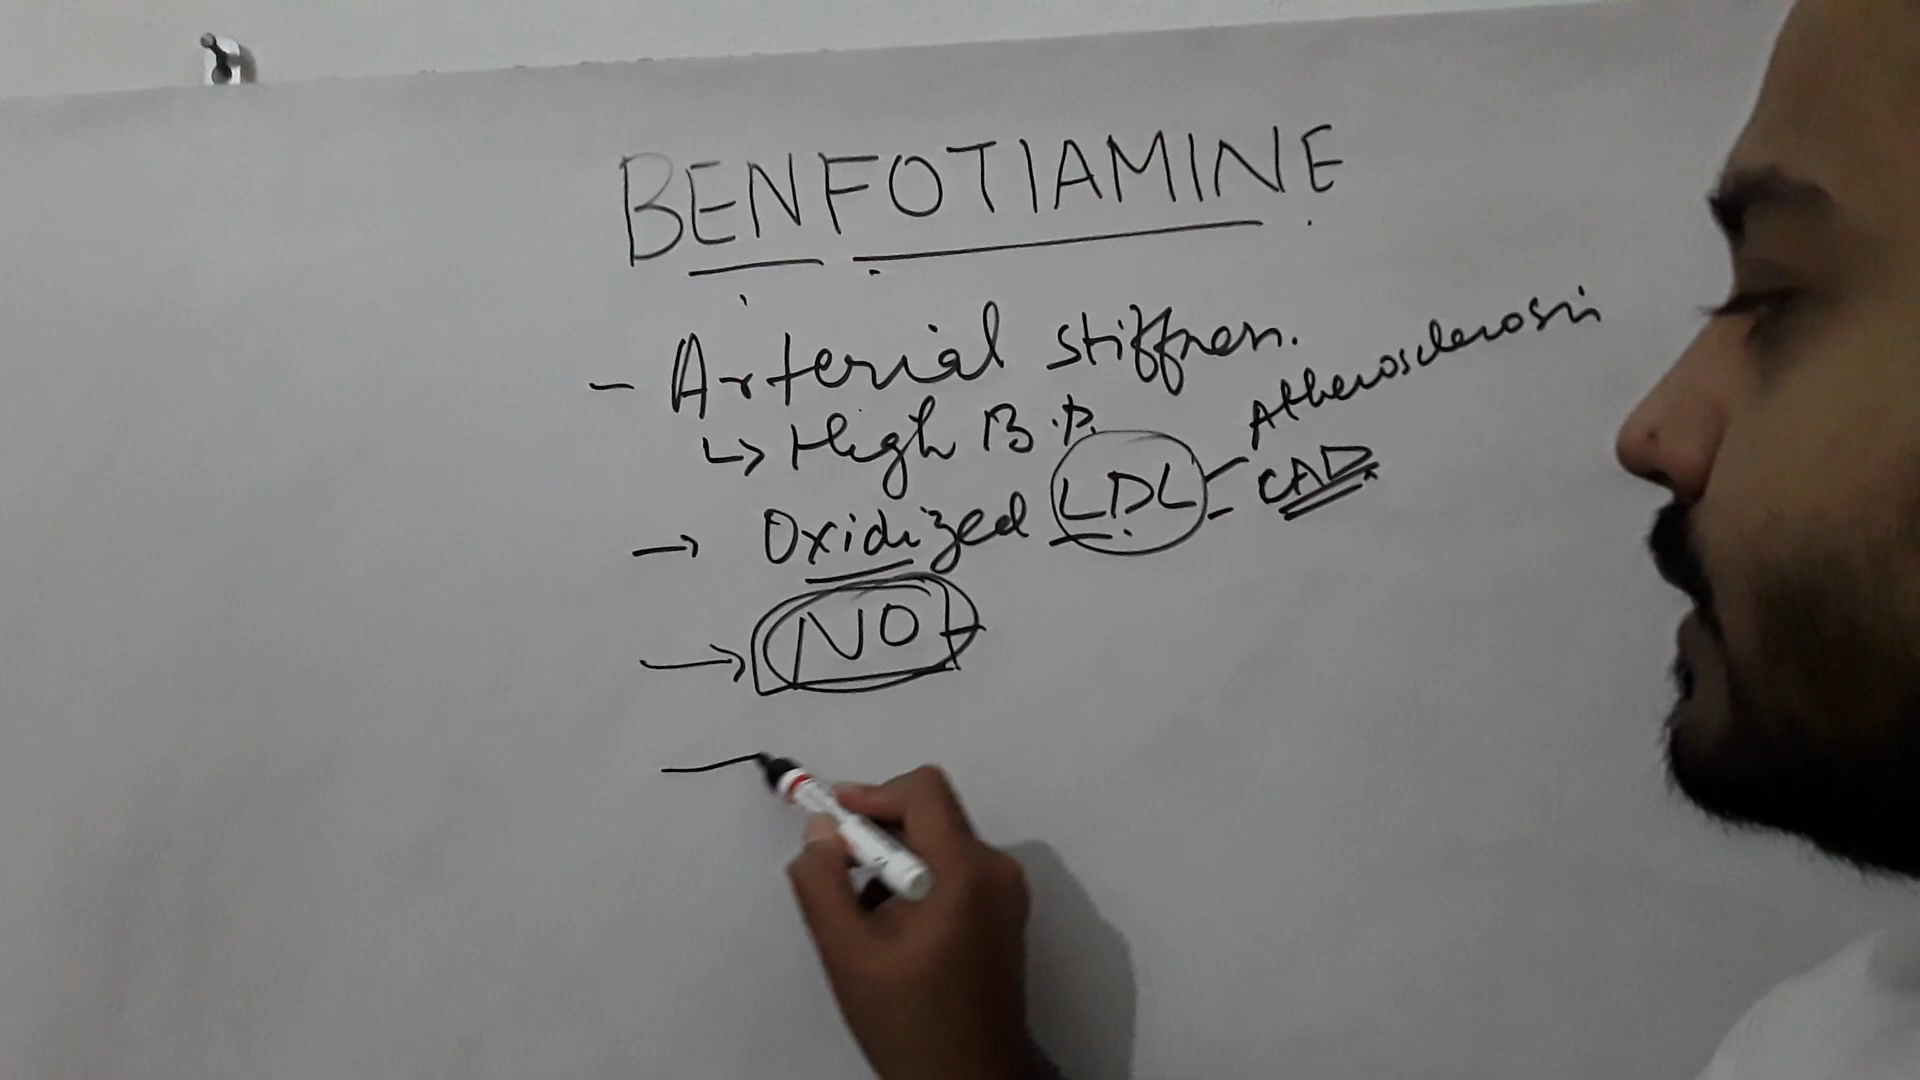 BENFOTIAMINE
- Arterial stiffness.
↳ High B.P.
→ Oxidized LDL - Atherosclerosis
- CAD
→ NO